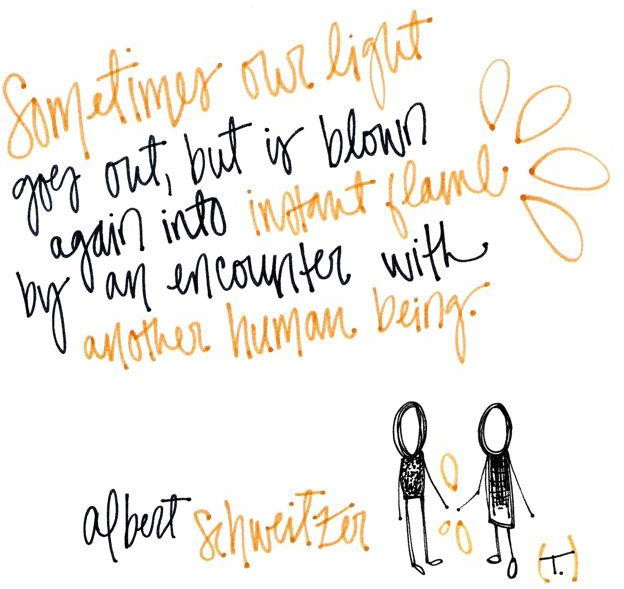 Sometimes our light
goes out, but is blown
again into instant flame
by an encounter with
another human being.
albert schweitzer
(T.)